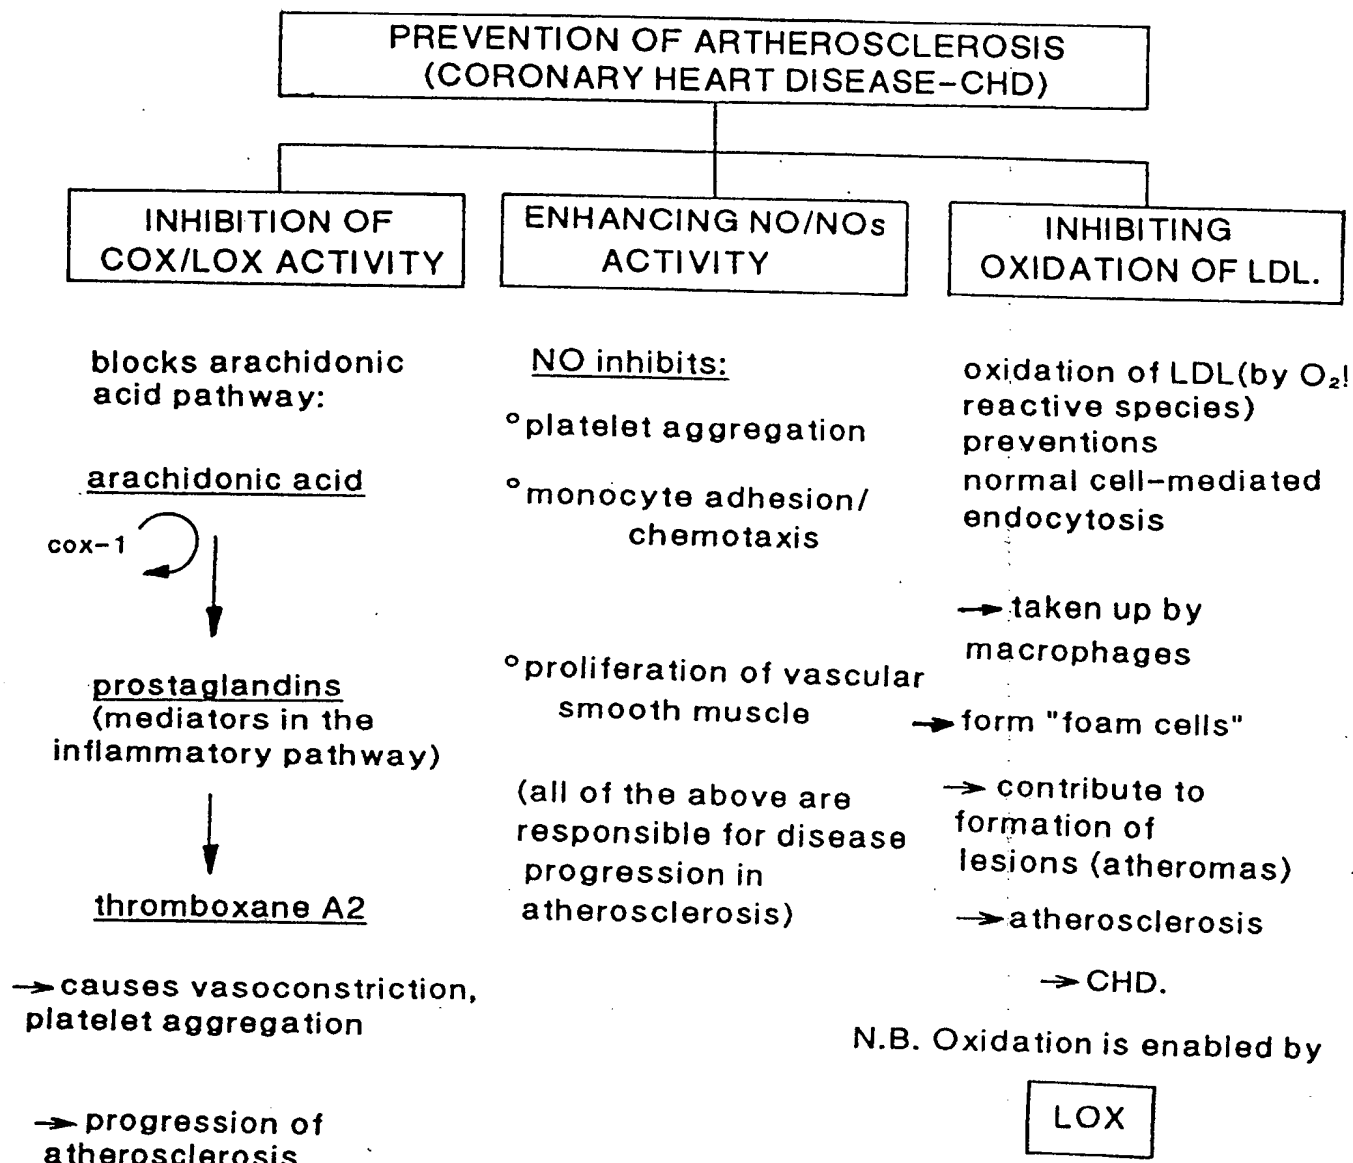 PREVENTION OF ARTHEROSCLEROSIS
(CORONARY HEART DISEASE-CHD)
INHIBITION OF
COX/LOX ACTIVITY
blocks arachidonic
acid pathway:
arachidonic acid
cox-1
prostaglandins
(mediators in the
inflammatory pathway)
thromboxane A2
→ causes vasoconstriction,
platelet aggregation
→ progression of
atherosclerosis
ENHANCING NO/NOs
ACTIVITY
NO inhibits:
° platelet aggregation
° monocyte adhesion/
chemotaxis
° proliferation of vascular
smooth muscle
(all of the above are
responsible for disease
progression in
atherosclerosis)
INHIBITING
OXIDATION OF LDL.
oxidation of LDL(by O₂!
reactive species)
preventions
normal cell-mediated
endocytosis
→ taken up by
macrophages
→ form "foam cells"
→ contribute to
formation of
lesions (atheromas)
→ atherosclerosis
→ CHD.
N.B. Oxidation is enabled by
LOX